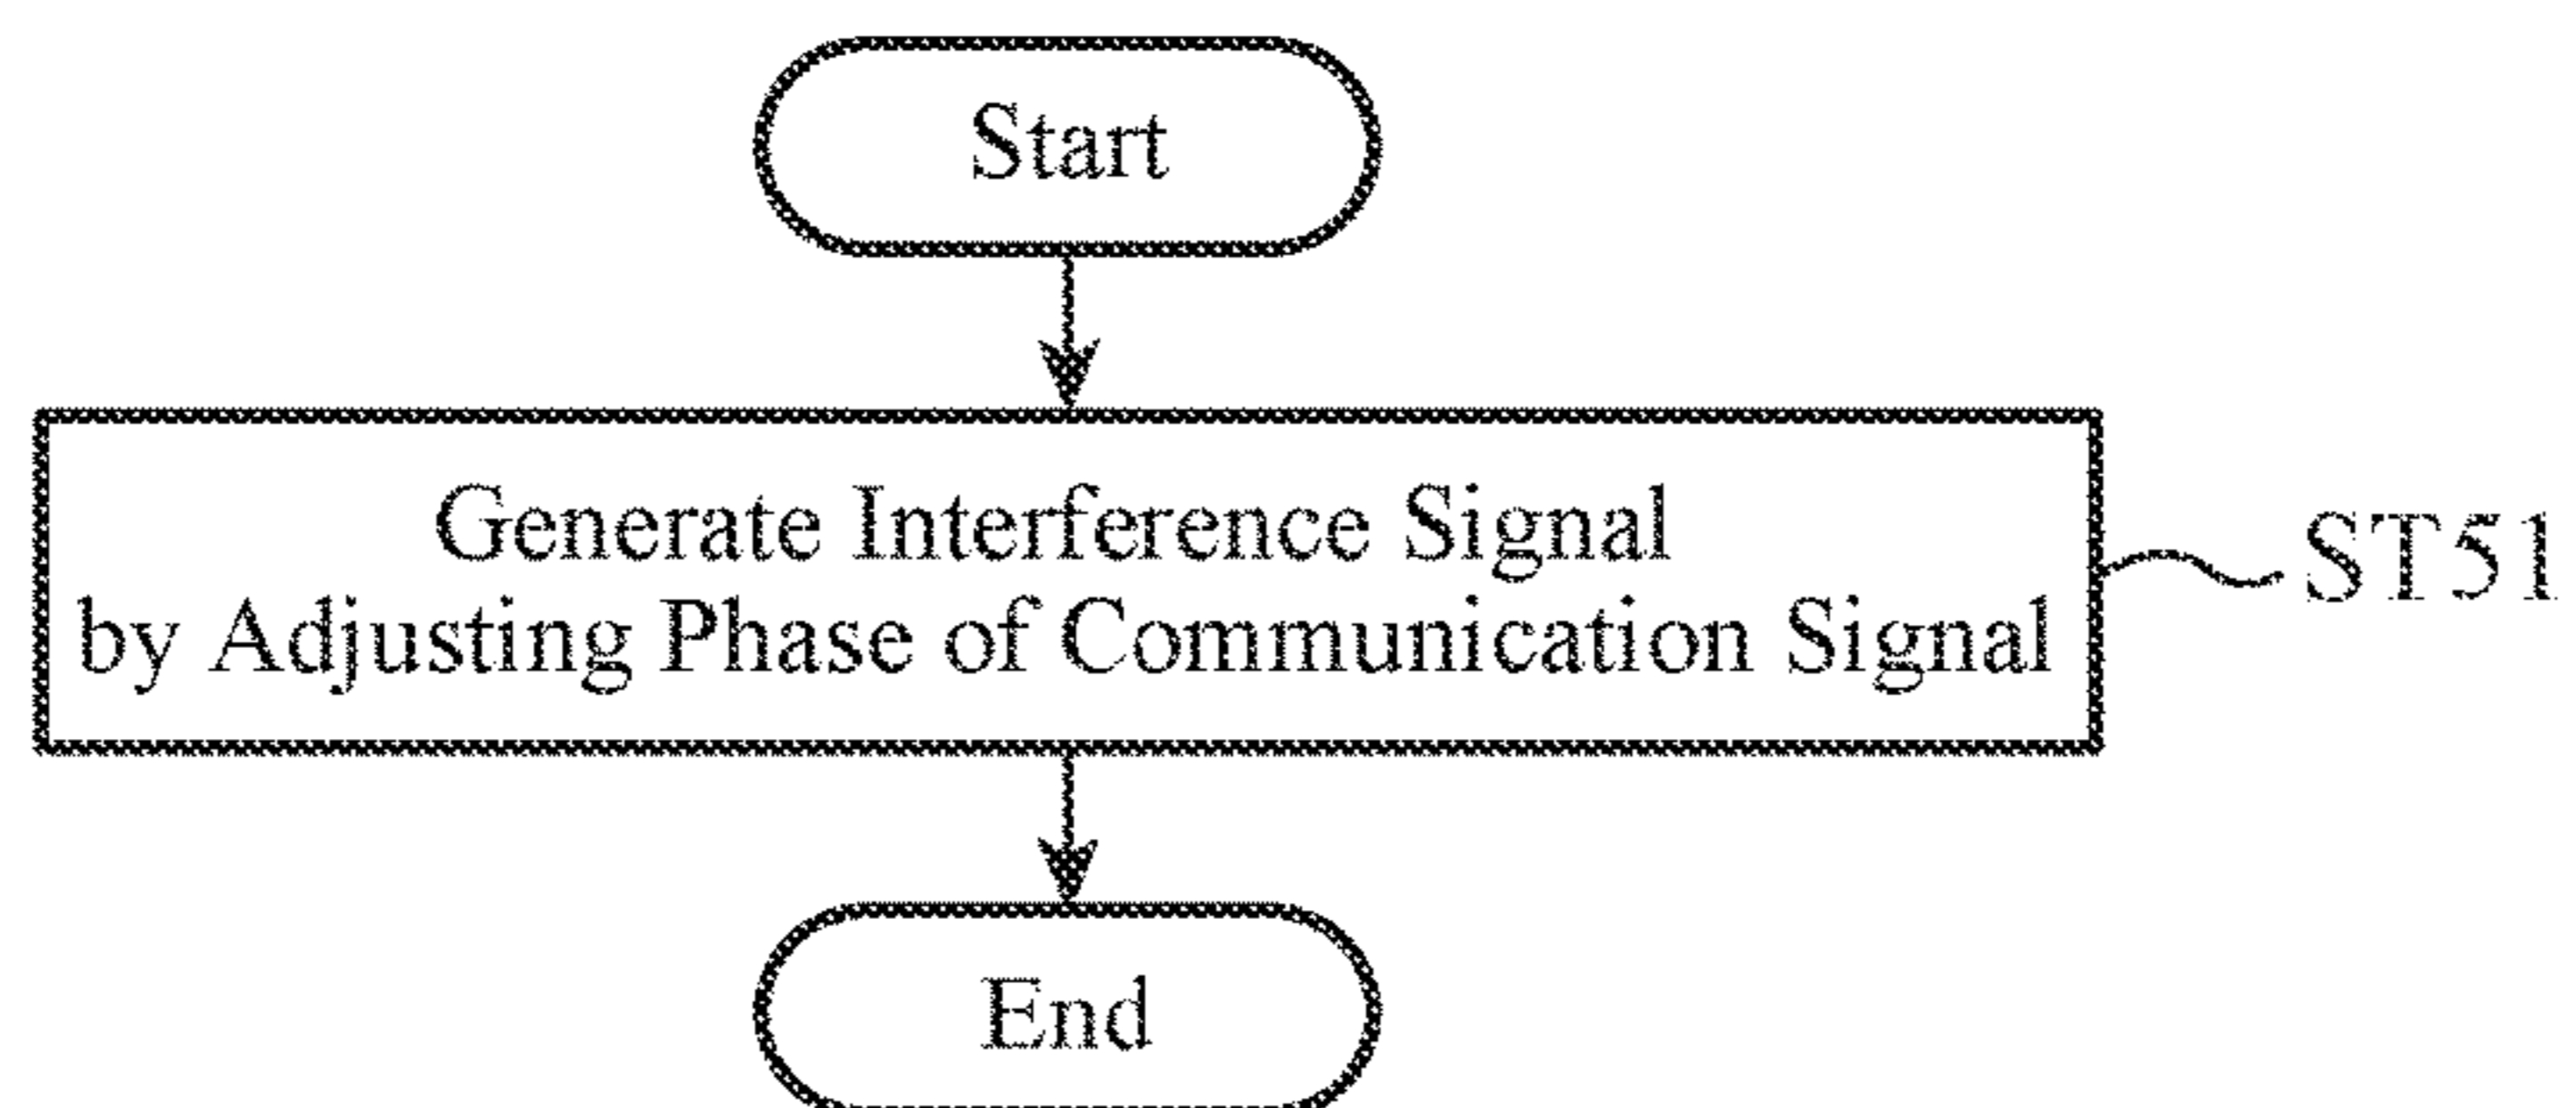 Start
Generate Interference Signal
by Adjusting Phase of Communication Signal
ST51
End